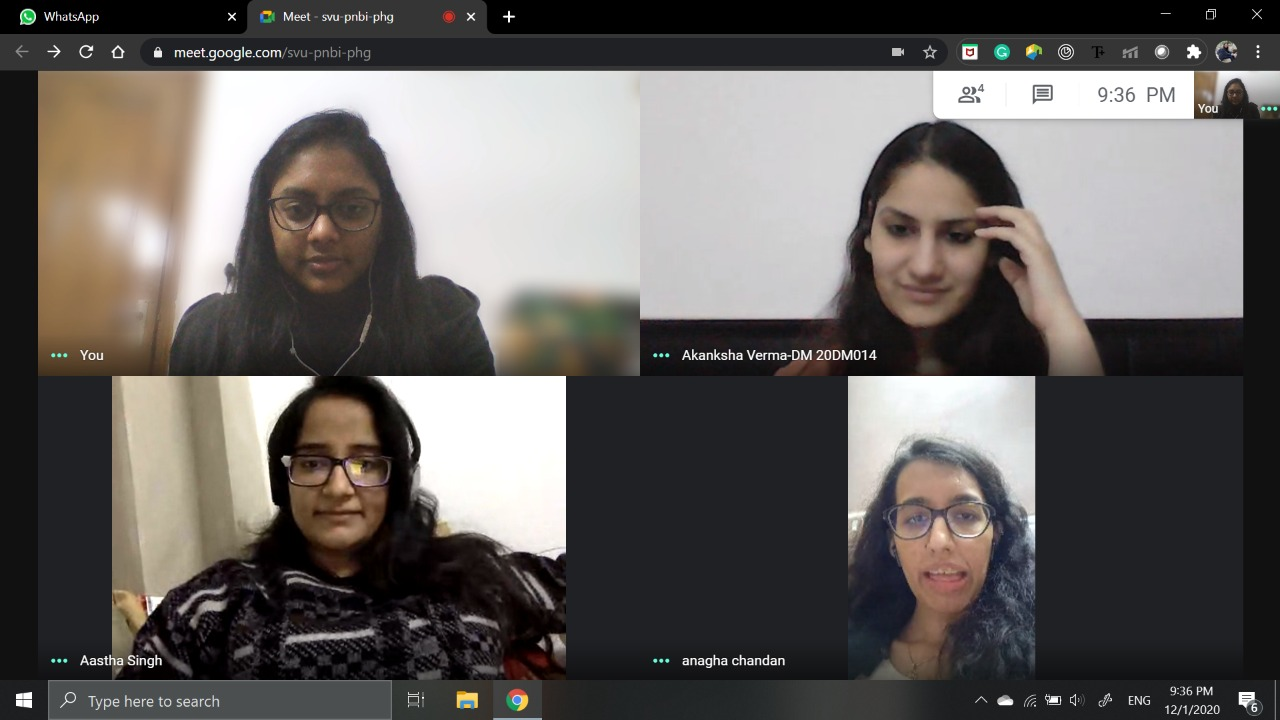 WhatsApp
Meet - svu-pnbi-phg
meet.google.com/svu-pnbi-phg
4
9:36 PM
You
You
Akanksha Verma-DM 20DM014
Aastha Singh
anagha chandan
Type here to search
ENG
9:36 PM
12/1/2020
6